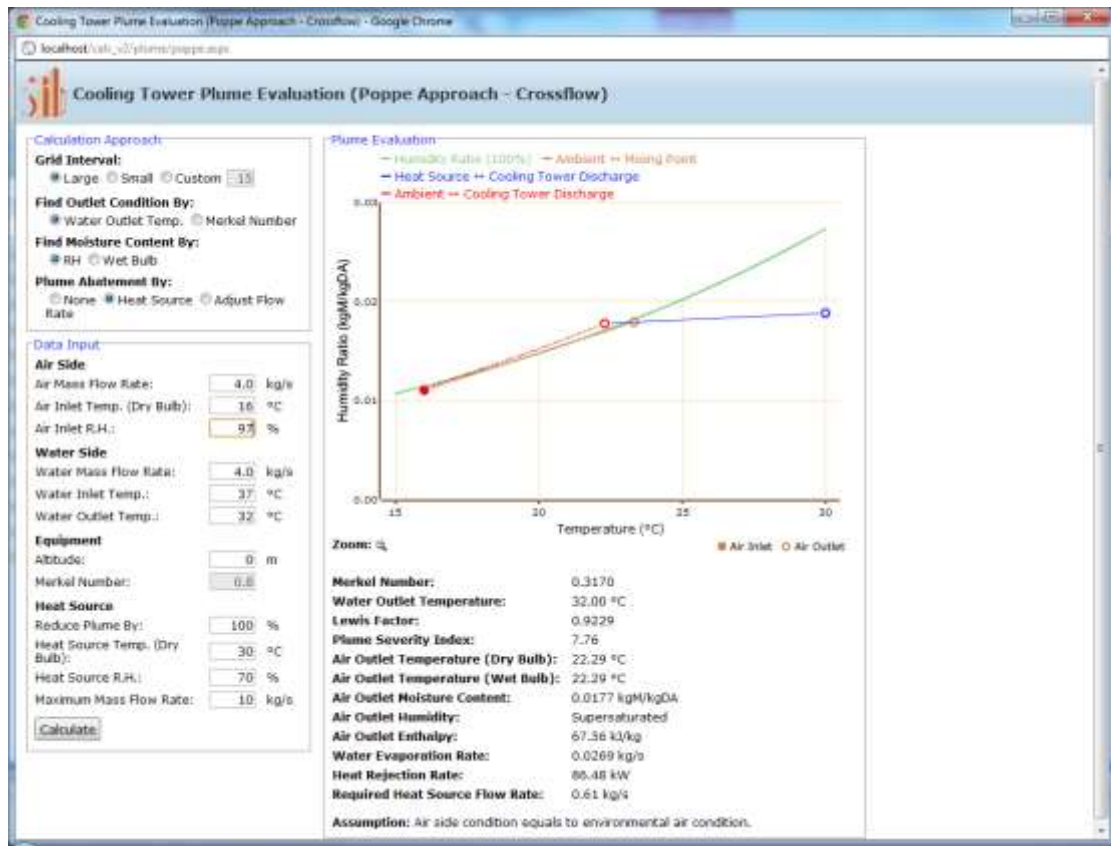 Cooling Tower Plume Evaluation (Poppe Approach - Crossflow) - Google Chrome
localhost/
Cooling Tower Plume Evaluation (Poppe Approach - Crossflow)
Calculation Approach
Grid Interval:
Large Small Custom 15
Find Outlet Condition By:
Water Outlet Temp. Merkel Number
Find Moisture Content By:
RH Wet Bulb
Plume Abatement By:
None Heat Source Adjust Flow
Rate
Data Input
Air Side
Air Mass Flow Rate: 4.0 kg/s
Air Inlet Temp. (Dry Bulb): 16 °C
Air Inlet R.H.: 97 %
Water Side
Water Mass Flow Rate: 4.0 kg/s
Water Inlet Temp.: 37 °C
Water Outlet Temp.: 32 °C
Equipment
Altitude: 0 m
Merkel Number: 0.8
Heat Source
Reduce Plume By: 100 %
Heat Source Temp. (Dry
Bulb): 30 °C
Heat Source R.H.: 70 %
Maximum Mass Flow Rate: 10 kg/s
Calculate
Plume Evaluation
Humidity Ratio (100%) Ambient ↔ Mixing Point
Heat Source ↔ Cooling Tower Discharge
Ambient ↔ Cooling Tower Discharge
0.03
0.02
0.01
0.00
Humidity Ratio (kgM/kgDA)
15 20 25 30
Temperature (°C)
Zoom:
Air Inlet Air Outlet
Merkel Number: 0.3170
Water Outlet Temperature: 32.00 °C
Lewis Factor: 0.9229
Plume Severity Index: 7.76
Air Outlet Temperature (Dry Bulb): 22.29 °C
Air Outlet Temperature (Wet Bulb): 22.29 °C
Air Outlet Moisture Content: 0.0177 kgM/kgDA
Air Outlet Humidity: Supersaturated
Air Outlet Enthalpy: 67.36 kJ/kg
Water Evaporation Rate: 0.0269 kg/s
Heat Rejection Rate: 86.48 kW
Required Heat Source Flow Rate: 0.61 kg/s
Assumption: Air side condition equals to environmental air condition.